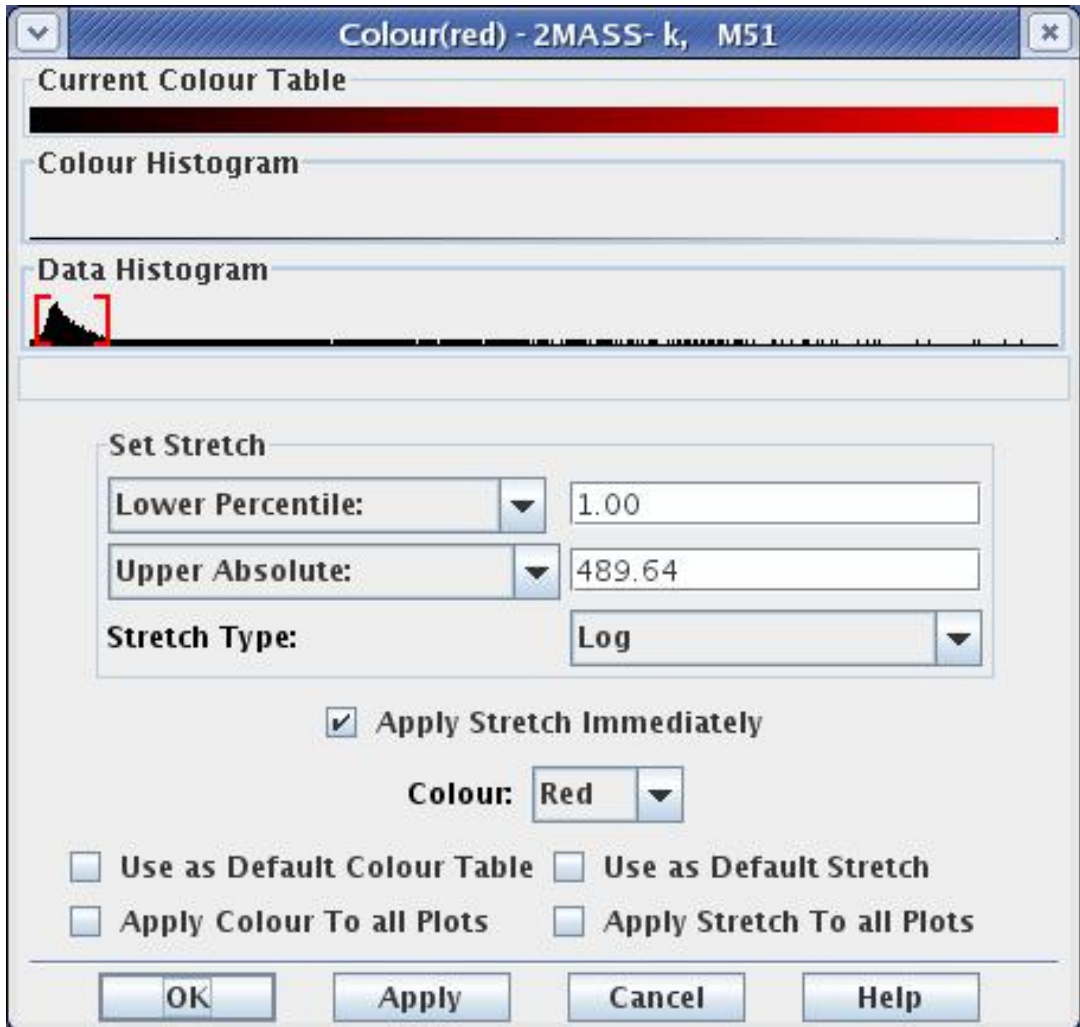 Colour(red) - 2MASS- k, M51
Current Colour Table
Colour Histogram
Data Histogram
Set Stretch
Lower Percentile: 1.00
Upper Absolute: 489.64
Stretch Type: Log
Apply Stretch Immediately
Colour: Red
Use as Default Colour Table Use as Default Stretch
Apply Colour To all Plots Apply Stretch To all Plots
OK Apply Cancel Help